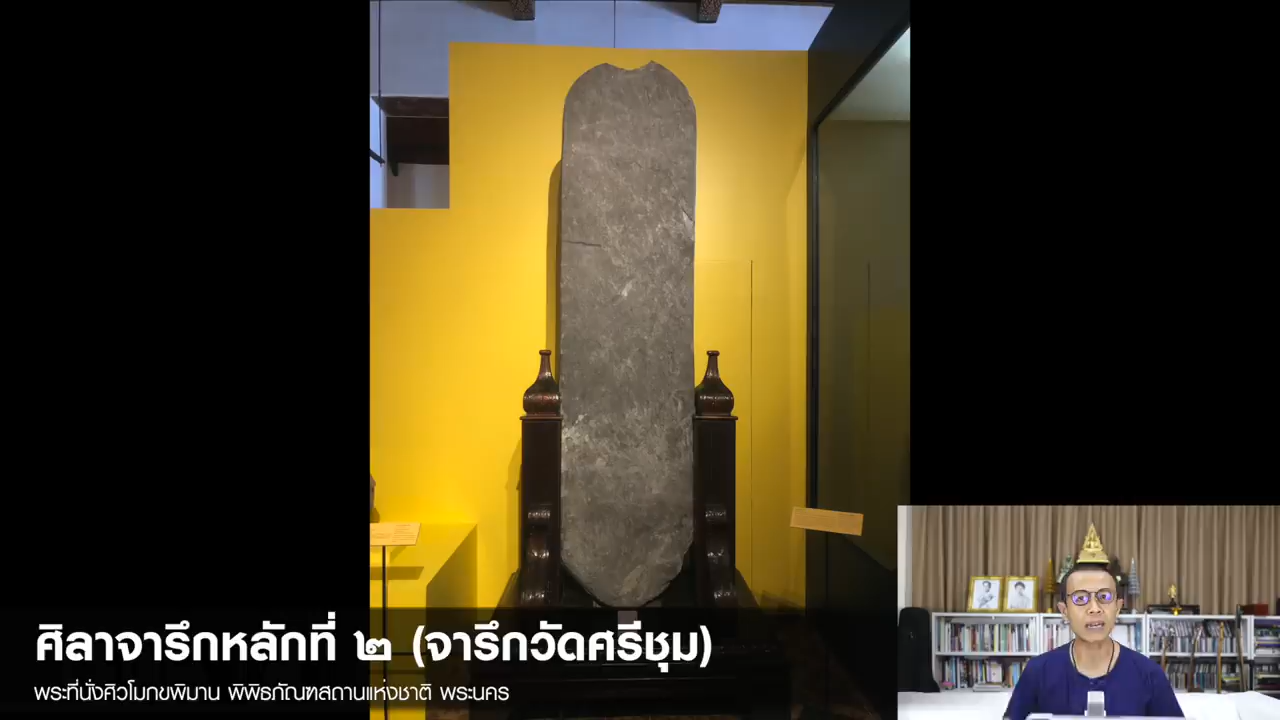 ศิลาจารึกหลักที่ ๒ (จารึกวัดศรีชุม)
พระที่นั่งศิวโมกขพิมาน พิพิธภัณฑสถานแห่งชาติ พระนคร